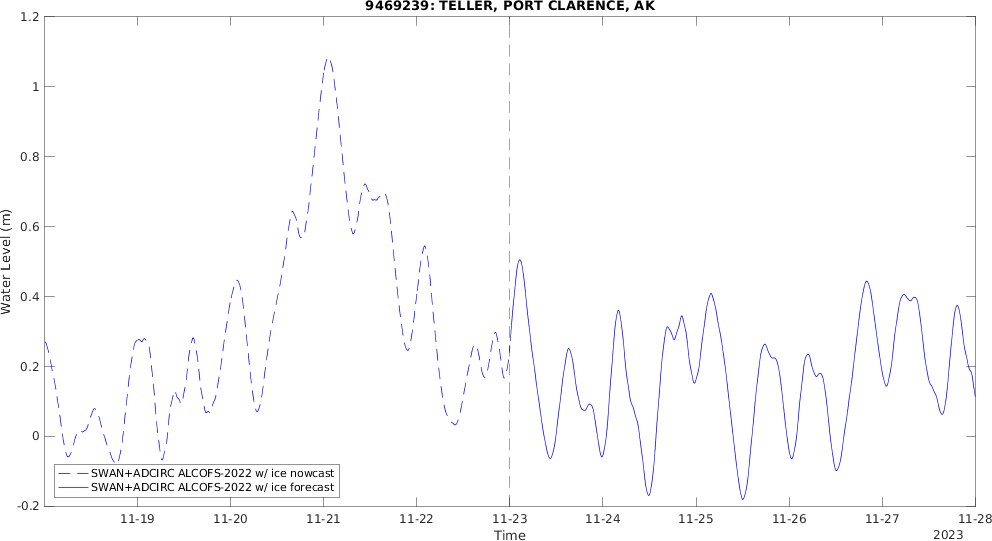 9469239: TELLER, PORT CLARENCE, AK
1.2
1
0.8
0.6
0.4
0.2
0
-0.2
Water Level (m)
SWAN+ADCIRC ALCOFS-2022 w/ ice nowcast
SWAN+ADCIRC ALCOFS-2022 w/ ice forecast
11-19 11-20 11-21 11-22 11-23 11-24 11-25 11-26 11-27 11-28
Time
2023